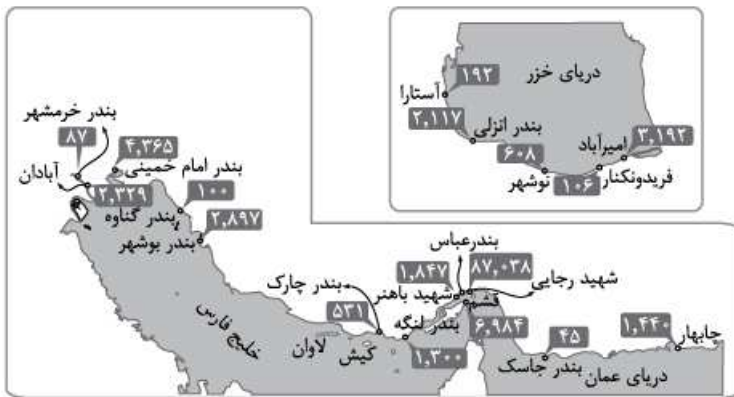 دریای خزر
آستارا
۱۹۲
۲,۱۱۷
بندر انزلی
۶۰۸
نوشهر
امیرآباد
۳,۱۹۲
۱۰۶
فریدونکنار
بندر خرمشهر
۸۷
آبادان
۴,۳۶۵
بندر امام خمینی
۱۲,۳۲۹
۱۰۰
بندر گناوه
۲,۸۹۷
بندر بوشهر
خلیج فارس
لاوان
کیش
بندر چارک
۵۳۱
بندر لنگه
۱,۳۰۰
بندرعباس
۱,۸۴۷
۸۷,۰۳۸
شهید رجایی
شهید باهنر
قشم
۶,۹۸۴
۴۵
بندر جاسک
دریای عمان
۱,۴۴۰
چابهار